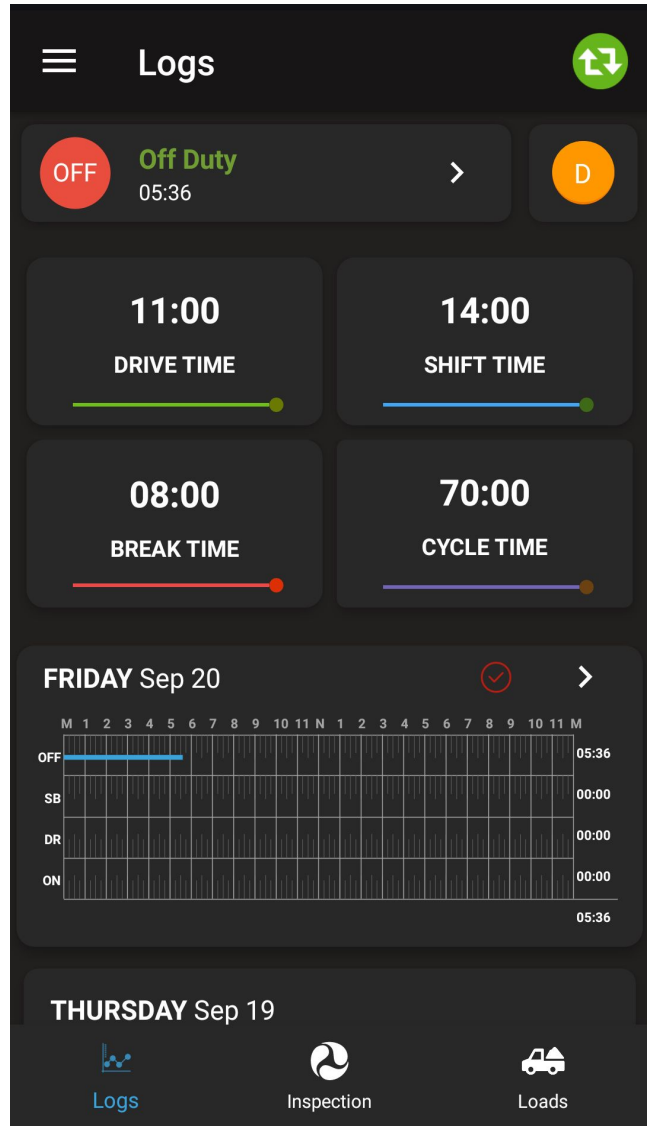 Logs
OFF
Off Duty
05:36
D
11:00
DRIVE TIME
14:00
SHIFT TIME
08:00
BREAK TIME
70:00
CYCLE TIME
FRIDAY Sep 20
M 1 2 3 4 5 6 7 8 9 10 11 N 1 2 3 4 5 6 7 8 9 10 11 M
OFF 05:36
SB 00:00
DR 00:00
ON 00:00
05:36
THURSDAY Sep 19
Logs Inspection Loads